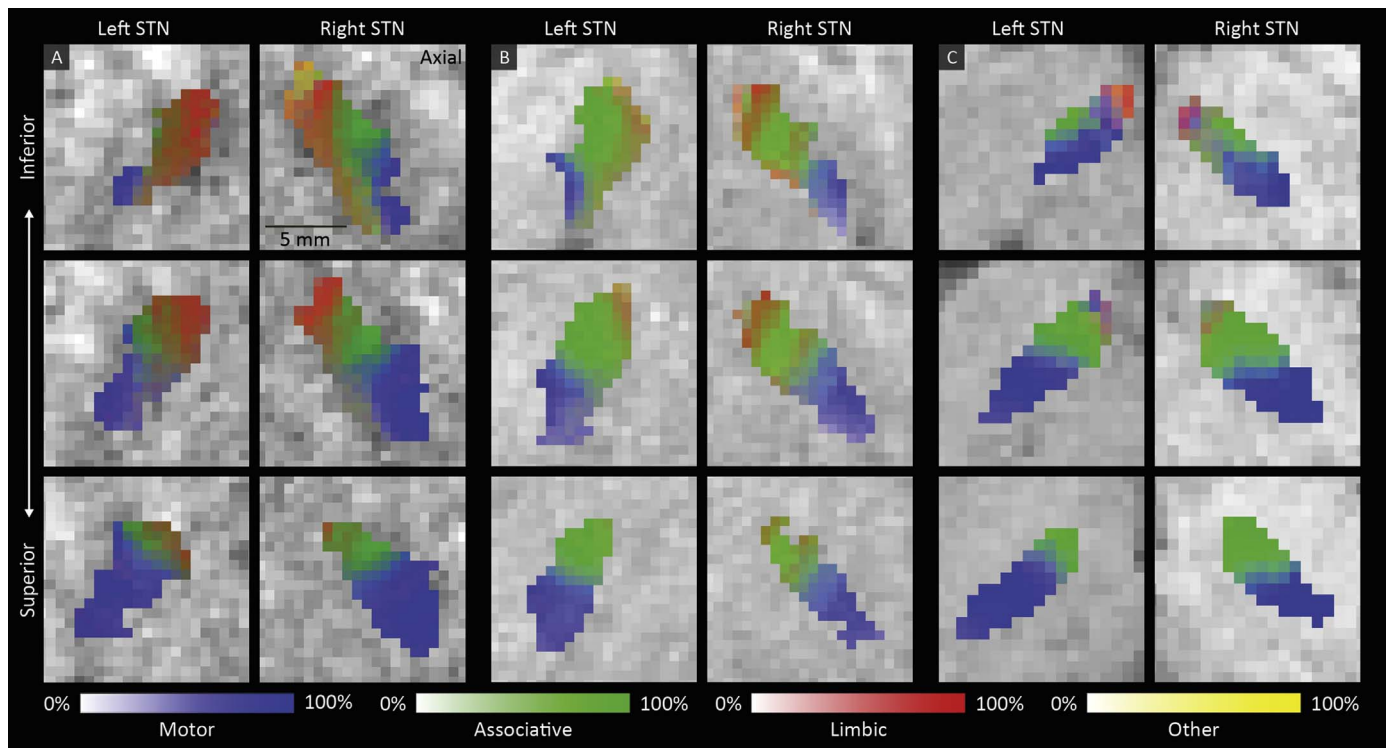 Left STN Right STN Left STN Right STN Left STN Right STN
A Axial B C
Inferior
5 mm
Superior
0% 100% 0% 100% 0% 100% 0% 100%
Motor Associative Limbic Other